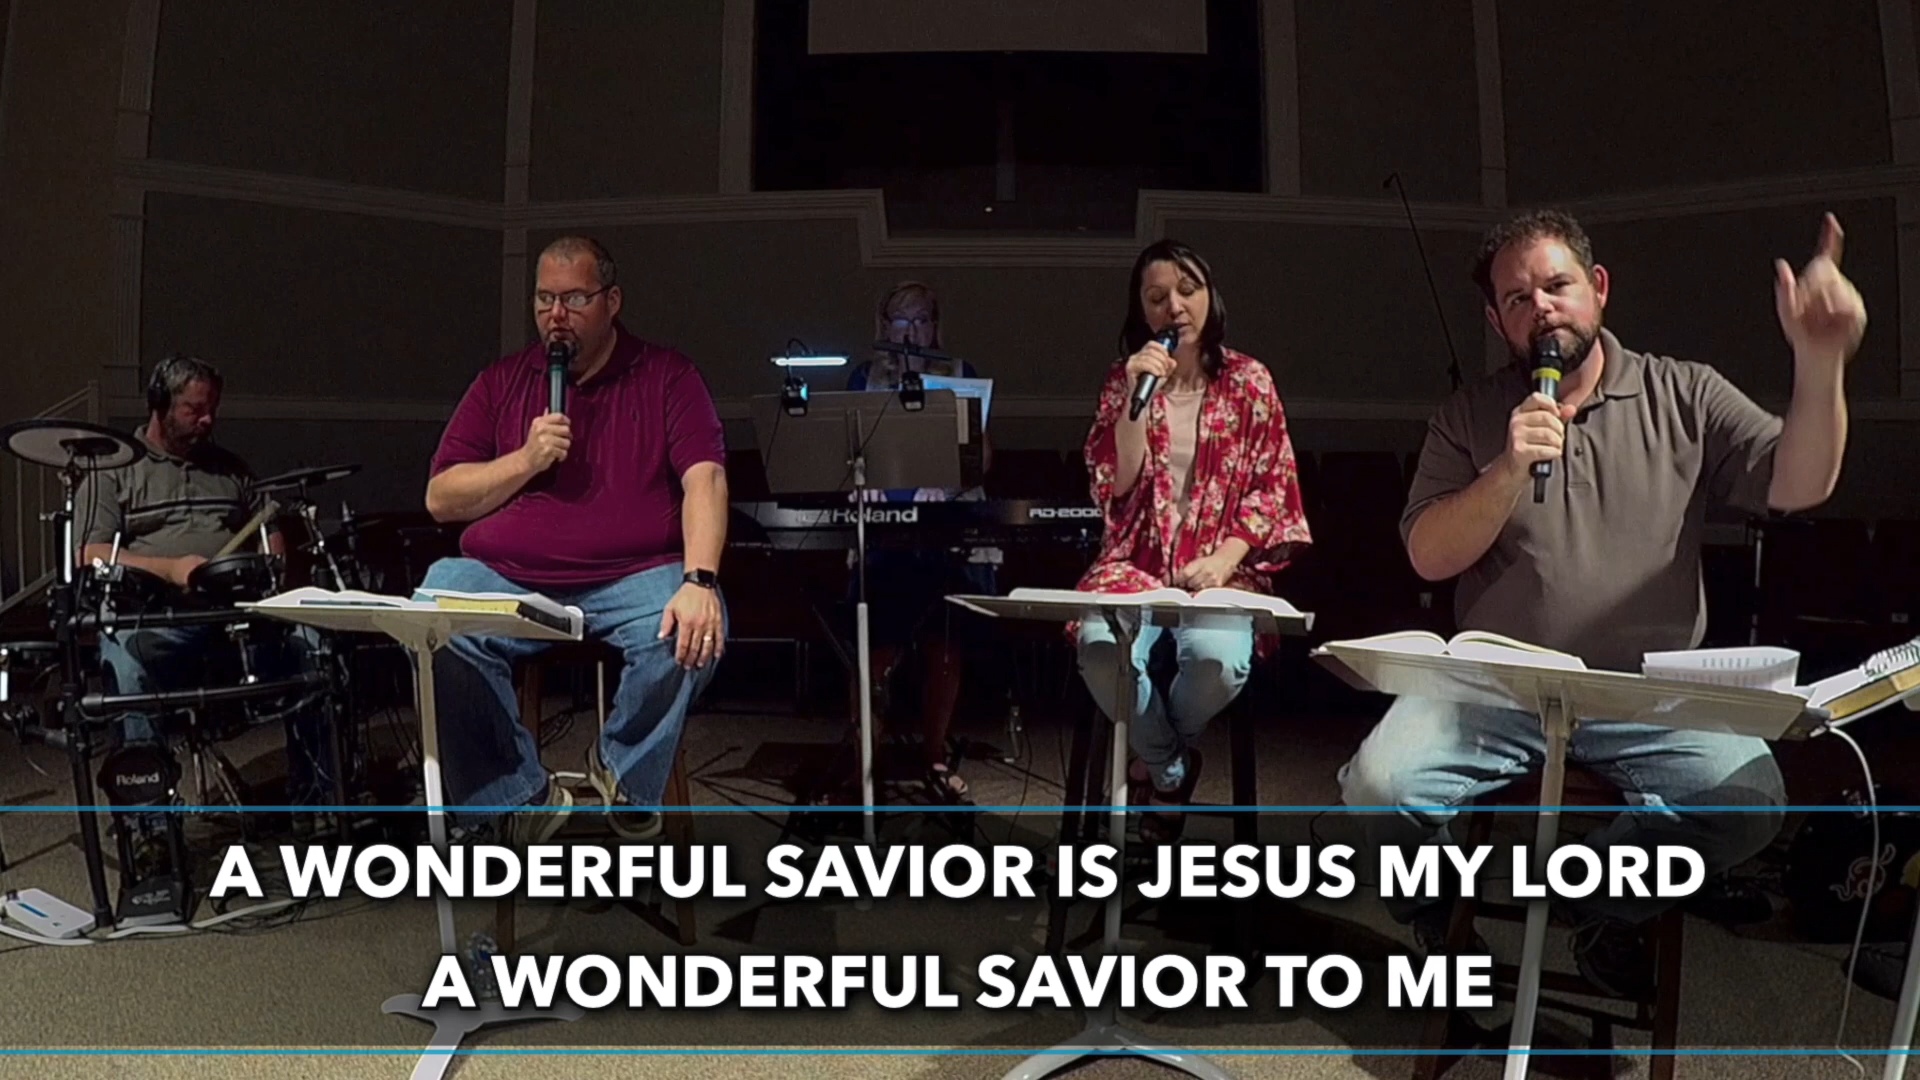 Roland
RD-2000
Roland
A WONDERFUL SAVIOR IS JESUS MY LORD
A WONDERFUL SAVIOR TO ME